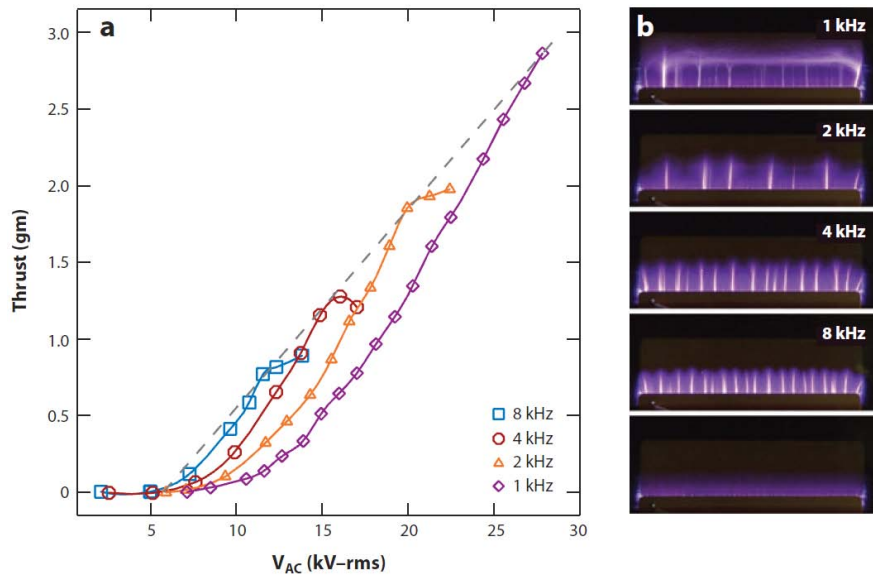 a
3.0
2.5
2.0
1.5
1.0
0.5
0
5
10
15
20
25
30
Thrust (gm)
V_AC (kV–rms)
8 kHz
4 kHz
2 kHz
1 kHz
b
1 kHz
2 kHz
4 kHz
8 kHz